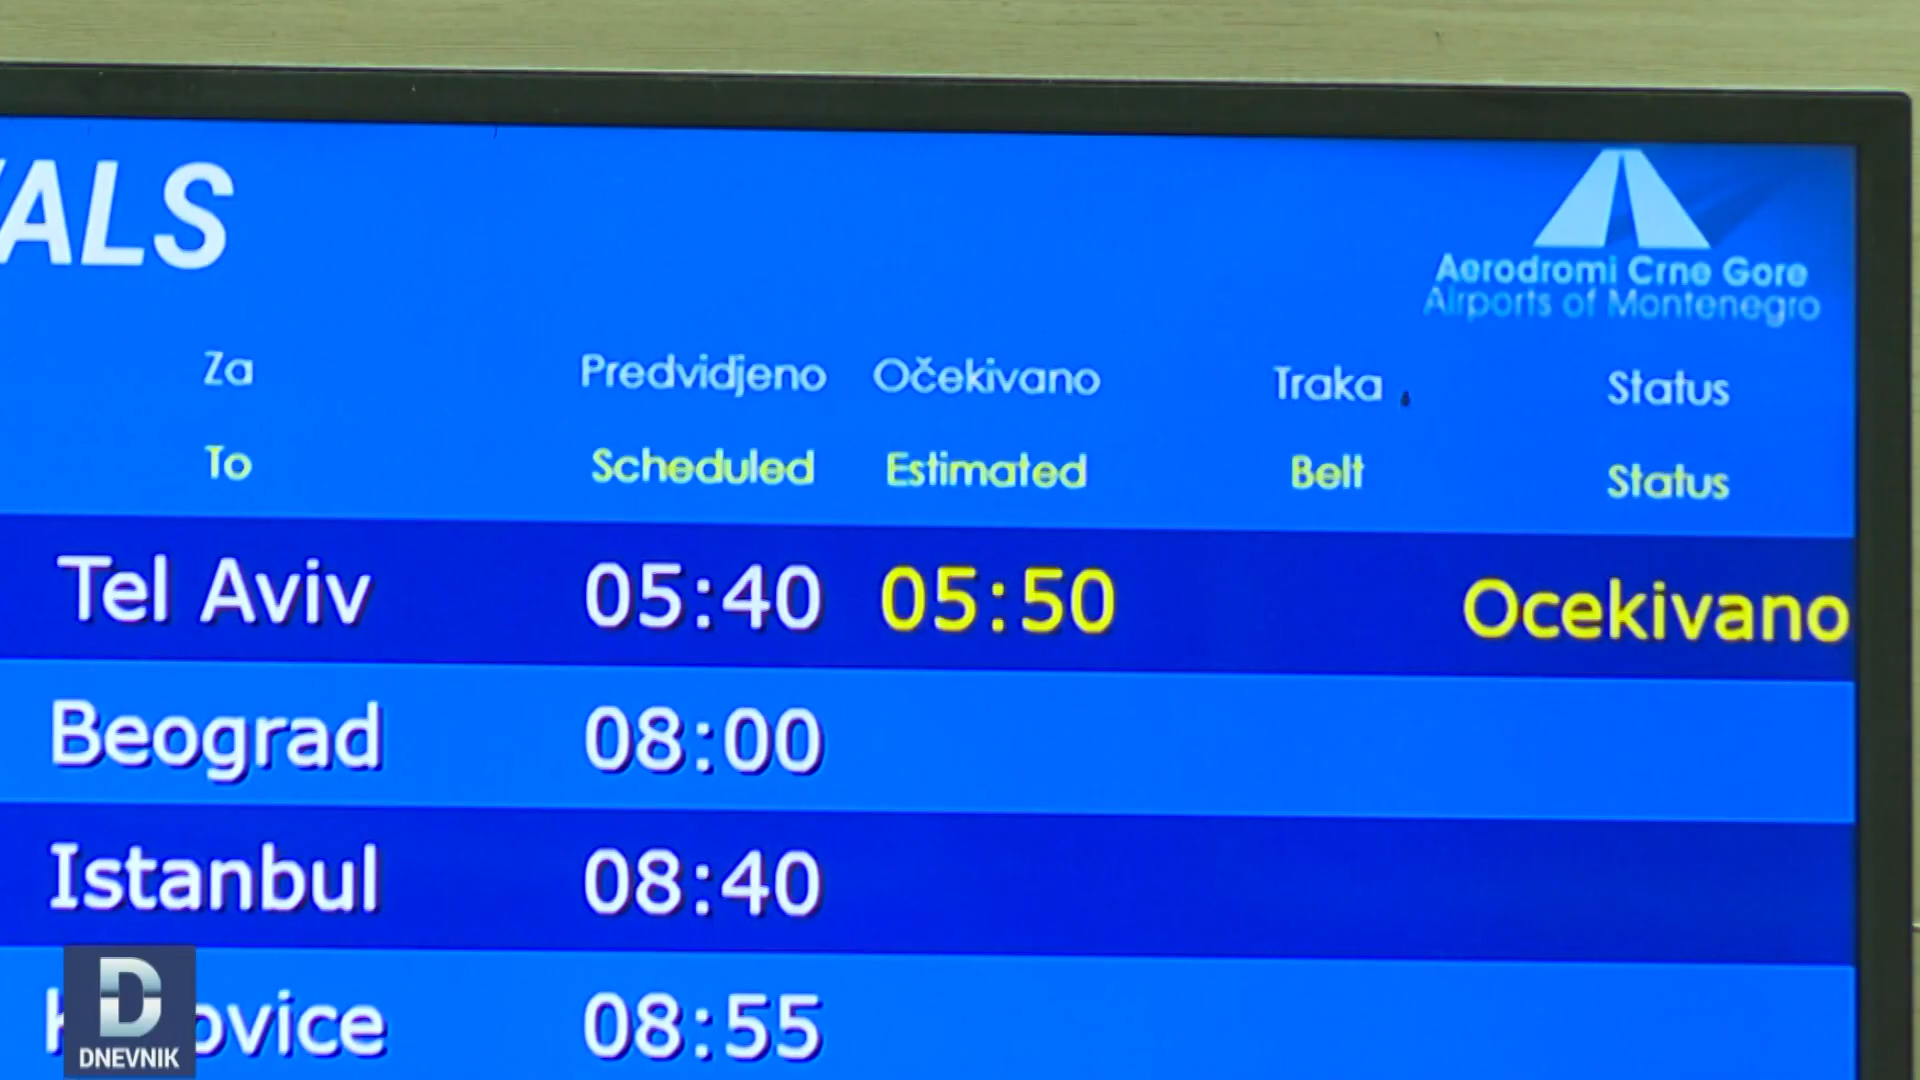 VALS
Aerodromi Crne Gore
Airports of Montenegro
Za Predvidjeno Očekivano Traka Status
To Scheduled Estimated Belt Status
Tel Aviv 05:40 05:50 Ocekivano
Beograd 08:00
Istanbul 08:40
08:55
D
DNEVNIK